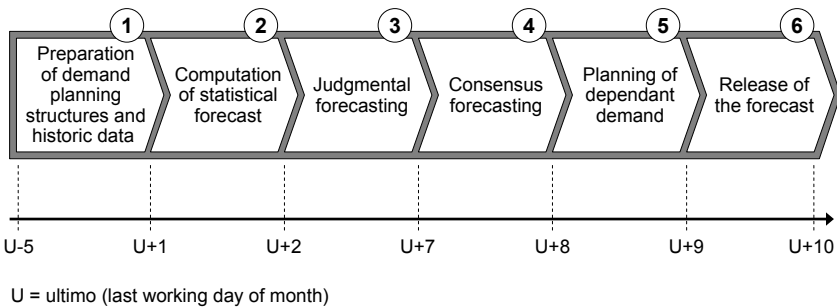 1
2
3
4
5
6
Preparation
of demand
planning
structures and
historic data
Computation
of statistical
forecast
Judgmental
forecasting
Consensus
forecasting
Planning of
dependant
demand
Release of
the forecast
U-5
U+1
U+2
U+7
U+8
U+9
U+10
U = ultimo (last working day of month)